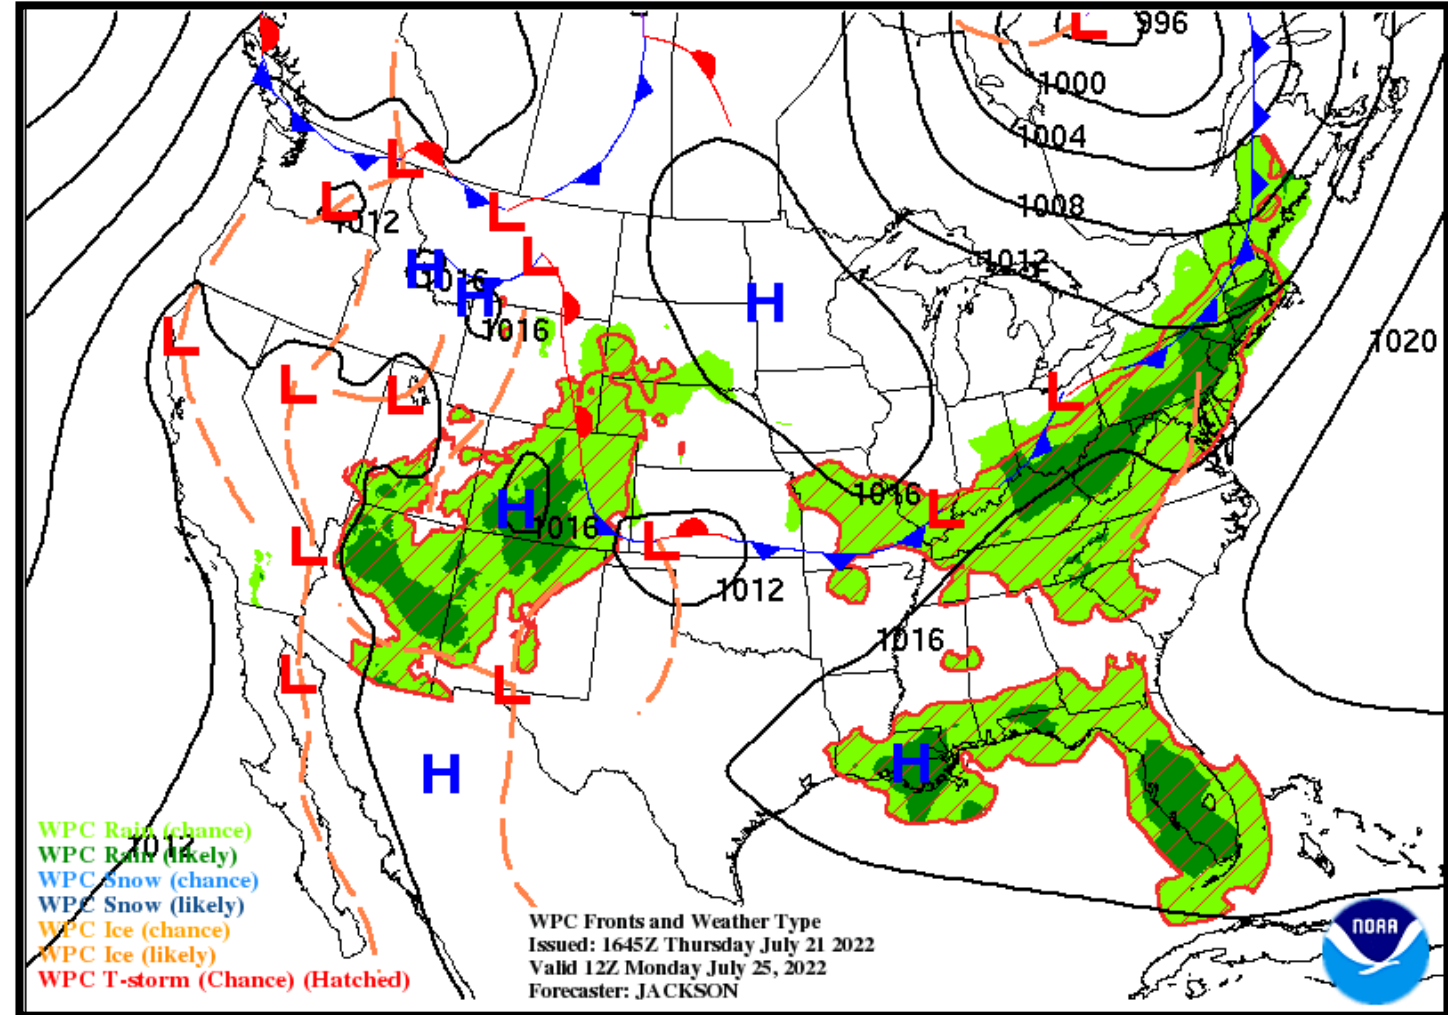 L
996
1000
1004
L
L
1012
L
1008
1012
H
1016
L
H
1016
H
L
1020
L
L
L
H
1016
1016
L
L
L
1012
1016
L
L
H
H
WPC Rain (chance)
1012
WPC Rain (likely)
WPC Snow (chance)
WPC Snow (likely)
WPC Ice (chance)
WPC Ice (likely)
WPC T-storm (Chance) (Hatched)
WPC Fronts and Weather Type
Issued: 1645Z Thursday July 21 2022
Valid 12Z Monday July 25, 2022
Forecaster: JACKSON
NOAA